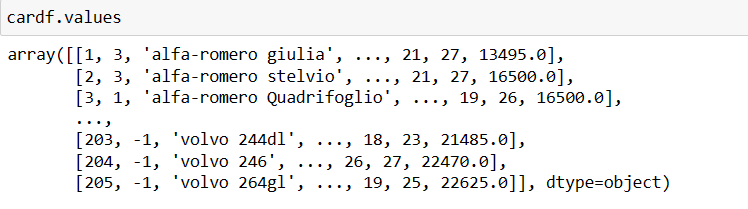 cardf.values
array([[1, 3, 'alfa-romero giulia', ..., 21, 27, 13495.0],
[2, 3, 'alfa-romero stelvio', ..., 21, 27, 16500.0],
[3, 1, 'alfa-romero Quadrifoglio', ..., 19, 26, 16500.0],
...,
[203, -1, 'volvo 244dl', ..., 18, 23, 21485.0],
[204, -1, 'volvo 246', ..., 26, 27, 22470.0],
[205, -1, 'volvo 264gl', ..., 19, 25, 22625.0]], dtype=object)